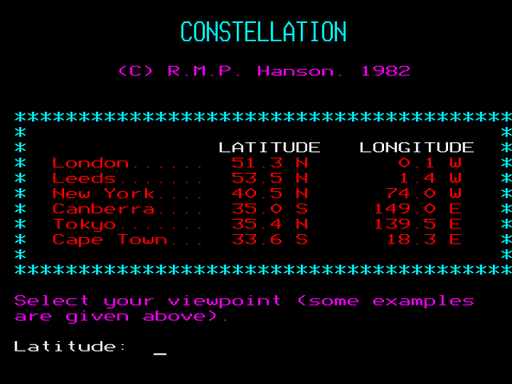 CONSTELLATION
(C) R.M.P. Hanson. 1982
***************************************
*                                     *
*               LATITUDE   LONGITUDE  *
*  London......  51.3 N       0.1 W   *
*  Leeds.......  53.5 N       1.4 W   *
*  New York....  40.5 N      74.0 W   *
*  Canberra....  35.0 S     149.0 E   *
*  Tokyo.......  35.4 N     139.5 E   *
*  Cape Town...  33.6 S      18.3 E   *
*                                     *
***************************************
Select your viewpoint (some examples
are given above).
Latitude:  _